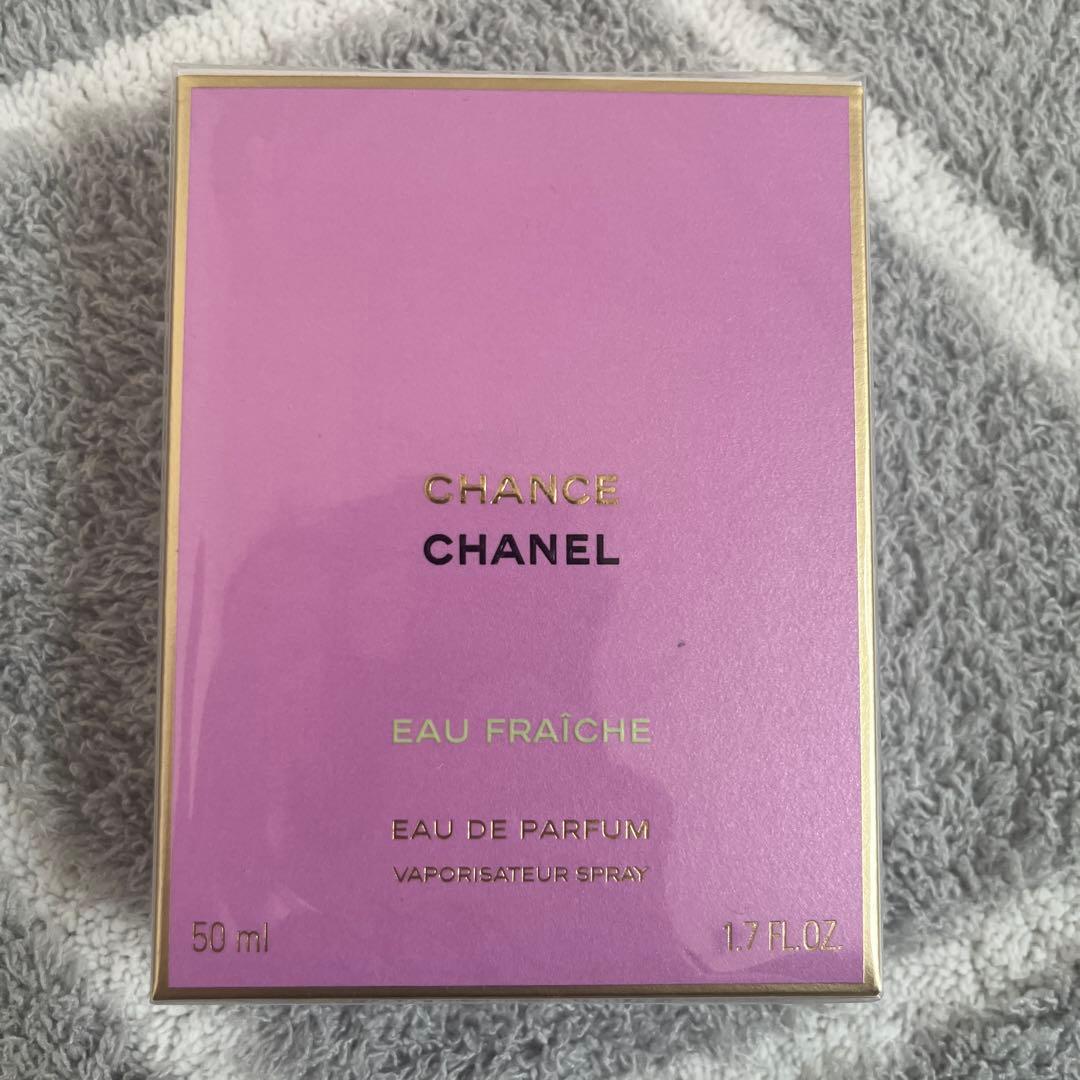 CHANCE
CHANEL
EAU FRAÎCHE
EAU DE PARFUM
VAPORISATEUR SPRAY
50 ml 1.7 FL.OZ.